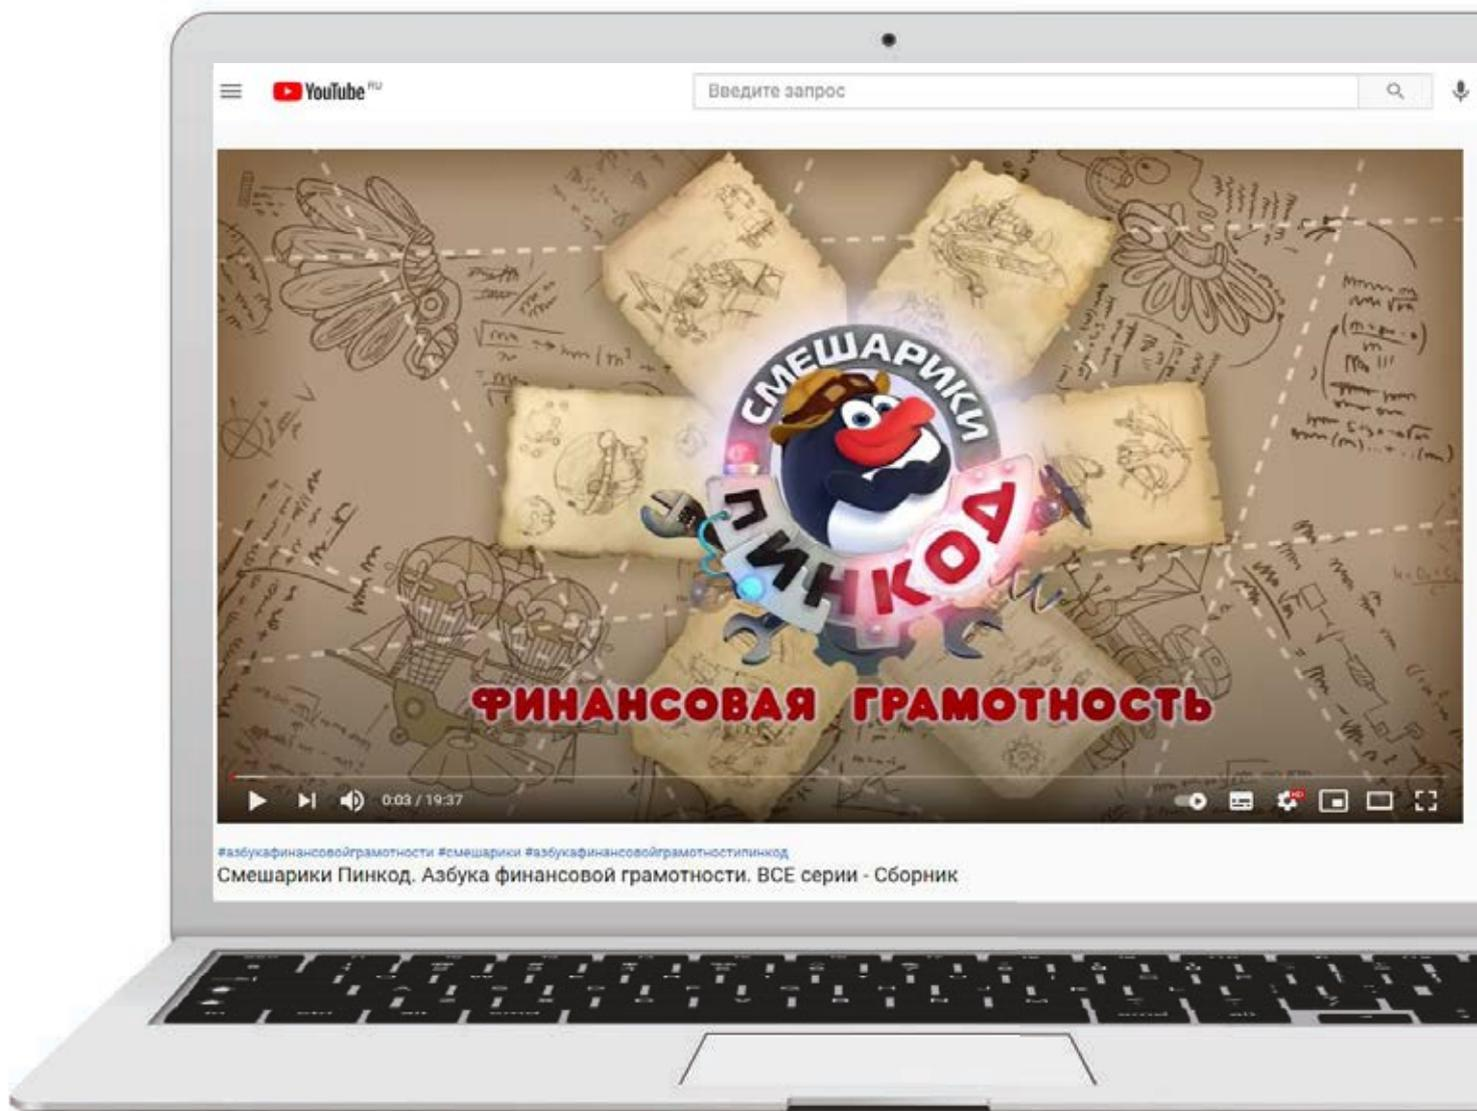 YouTube RU
Введите запрос
СМЕШАРИКИ
ПИНКОД
ФИНАНСОВАЯ ГРАМОТНОСТЬ
0:03 / 19:37
HD
#азбукафинансовойграмотности #смешарики #азбукафинансовойграмотностипинкод
Смешарики Пинкод. Азбука финансовой грамотности. ВСЕ серии - Сборник